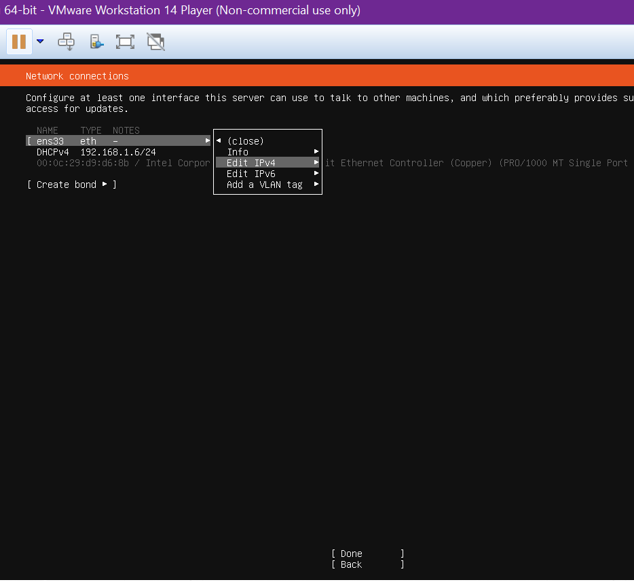 64-bit - VMware Workstation 14 Player (Non-commercial use only)
Network connections
Configure at least one interface this server can use to talk to other machines, and which preferably provides su
access for updates.
NAME TYPE NOTES
[ ens33 eth - ▸ ◂ (close)
DHCPv4 192.168.1.6/24 Info ▸
00:0c:29:d9:d6:8b / Intel Corpor Edit IPv4 ▸ it Ethernet Controller (Copper) (PRO/1000 MT Single Port
Edit IPv6 ▸
[ Create bond ▸ ] Add a VLAN tag ▸
[ Done ]
[ Back ]